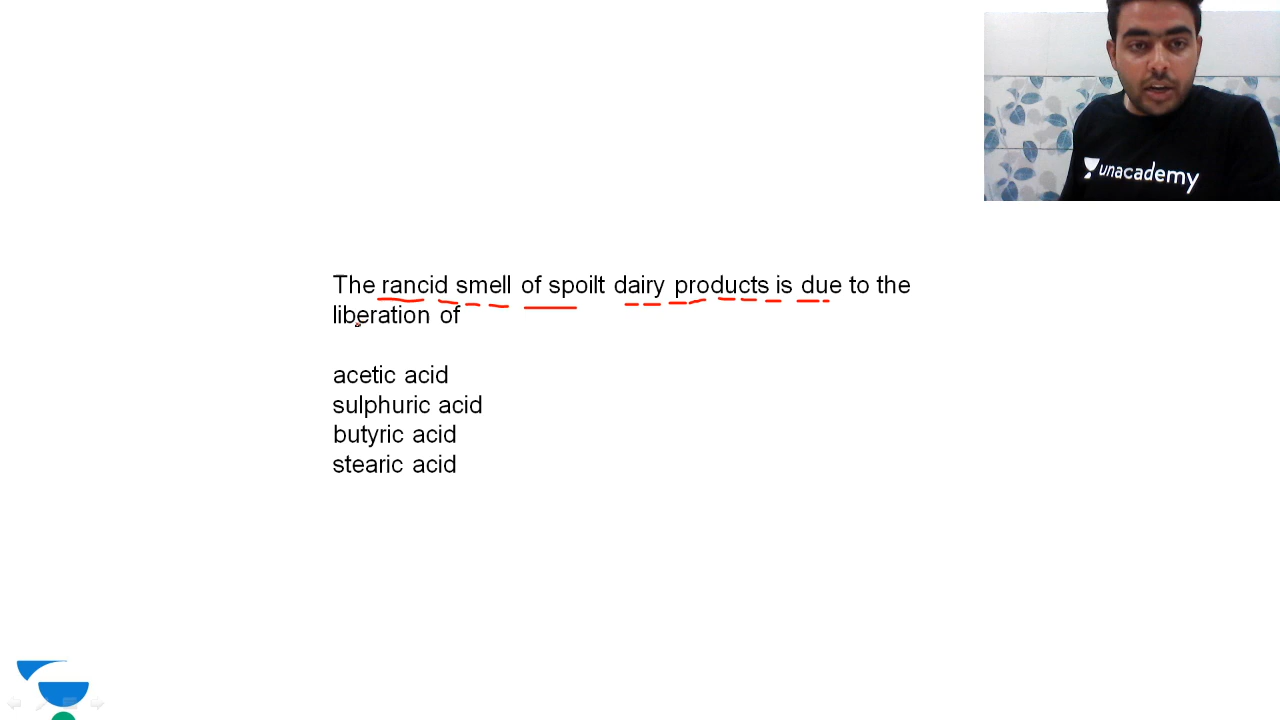 unacademy
The rancid smell of spoilt dairy products is due to the
liberation of
acetic acid
sulphuric acid
butyric acid
stearic acid